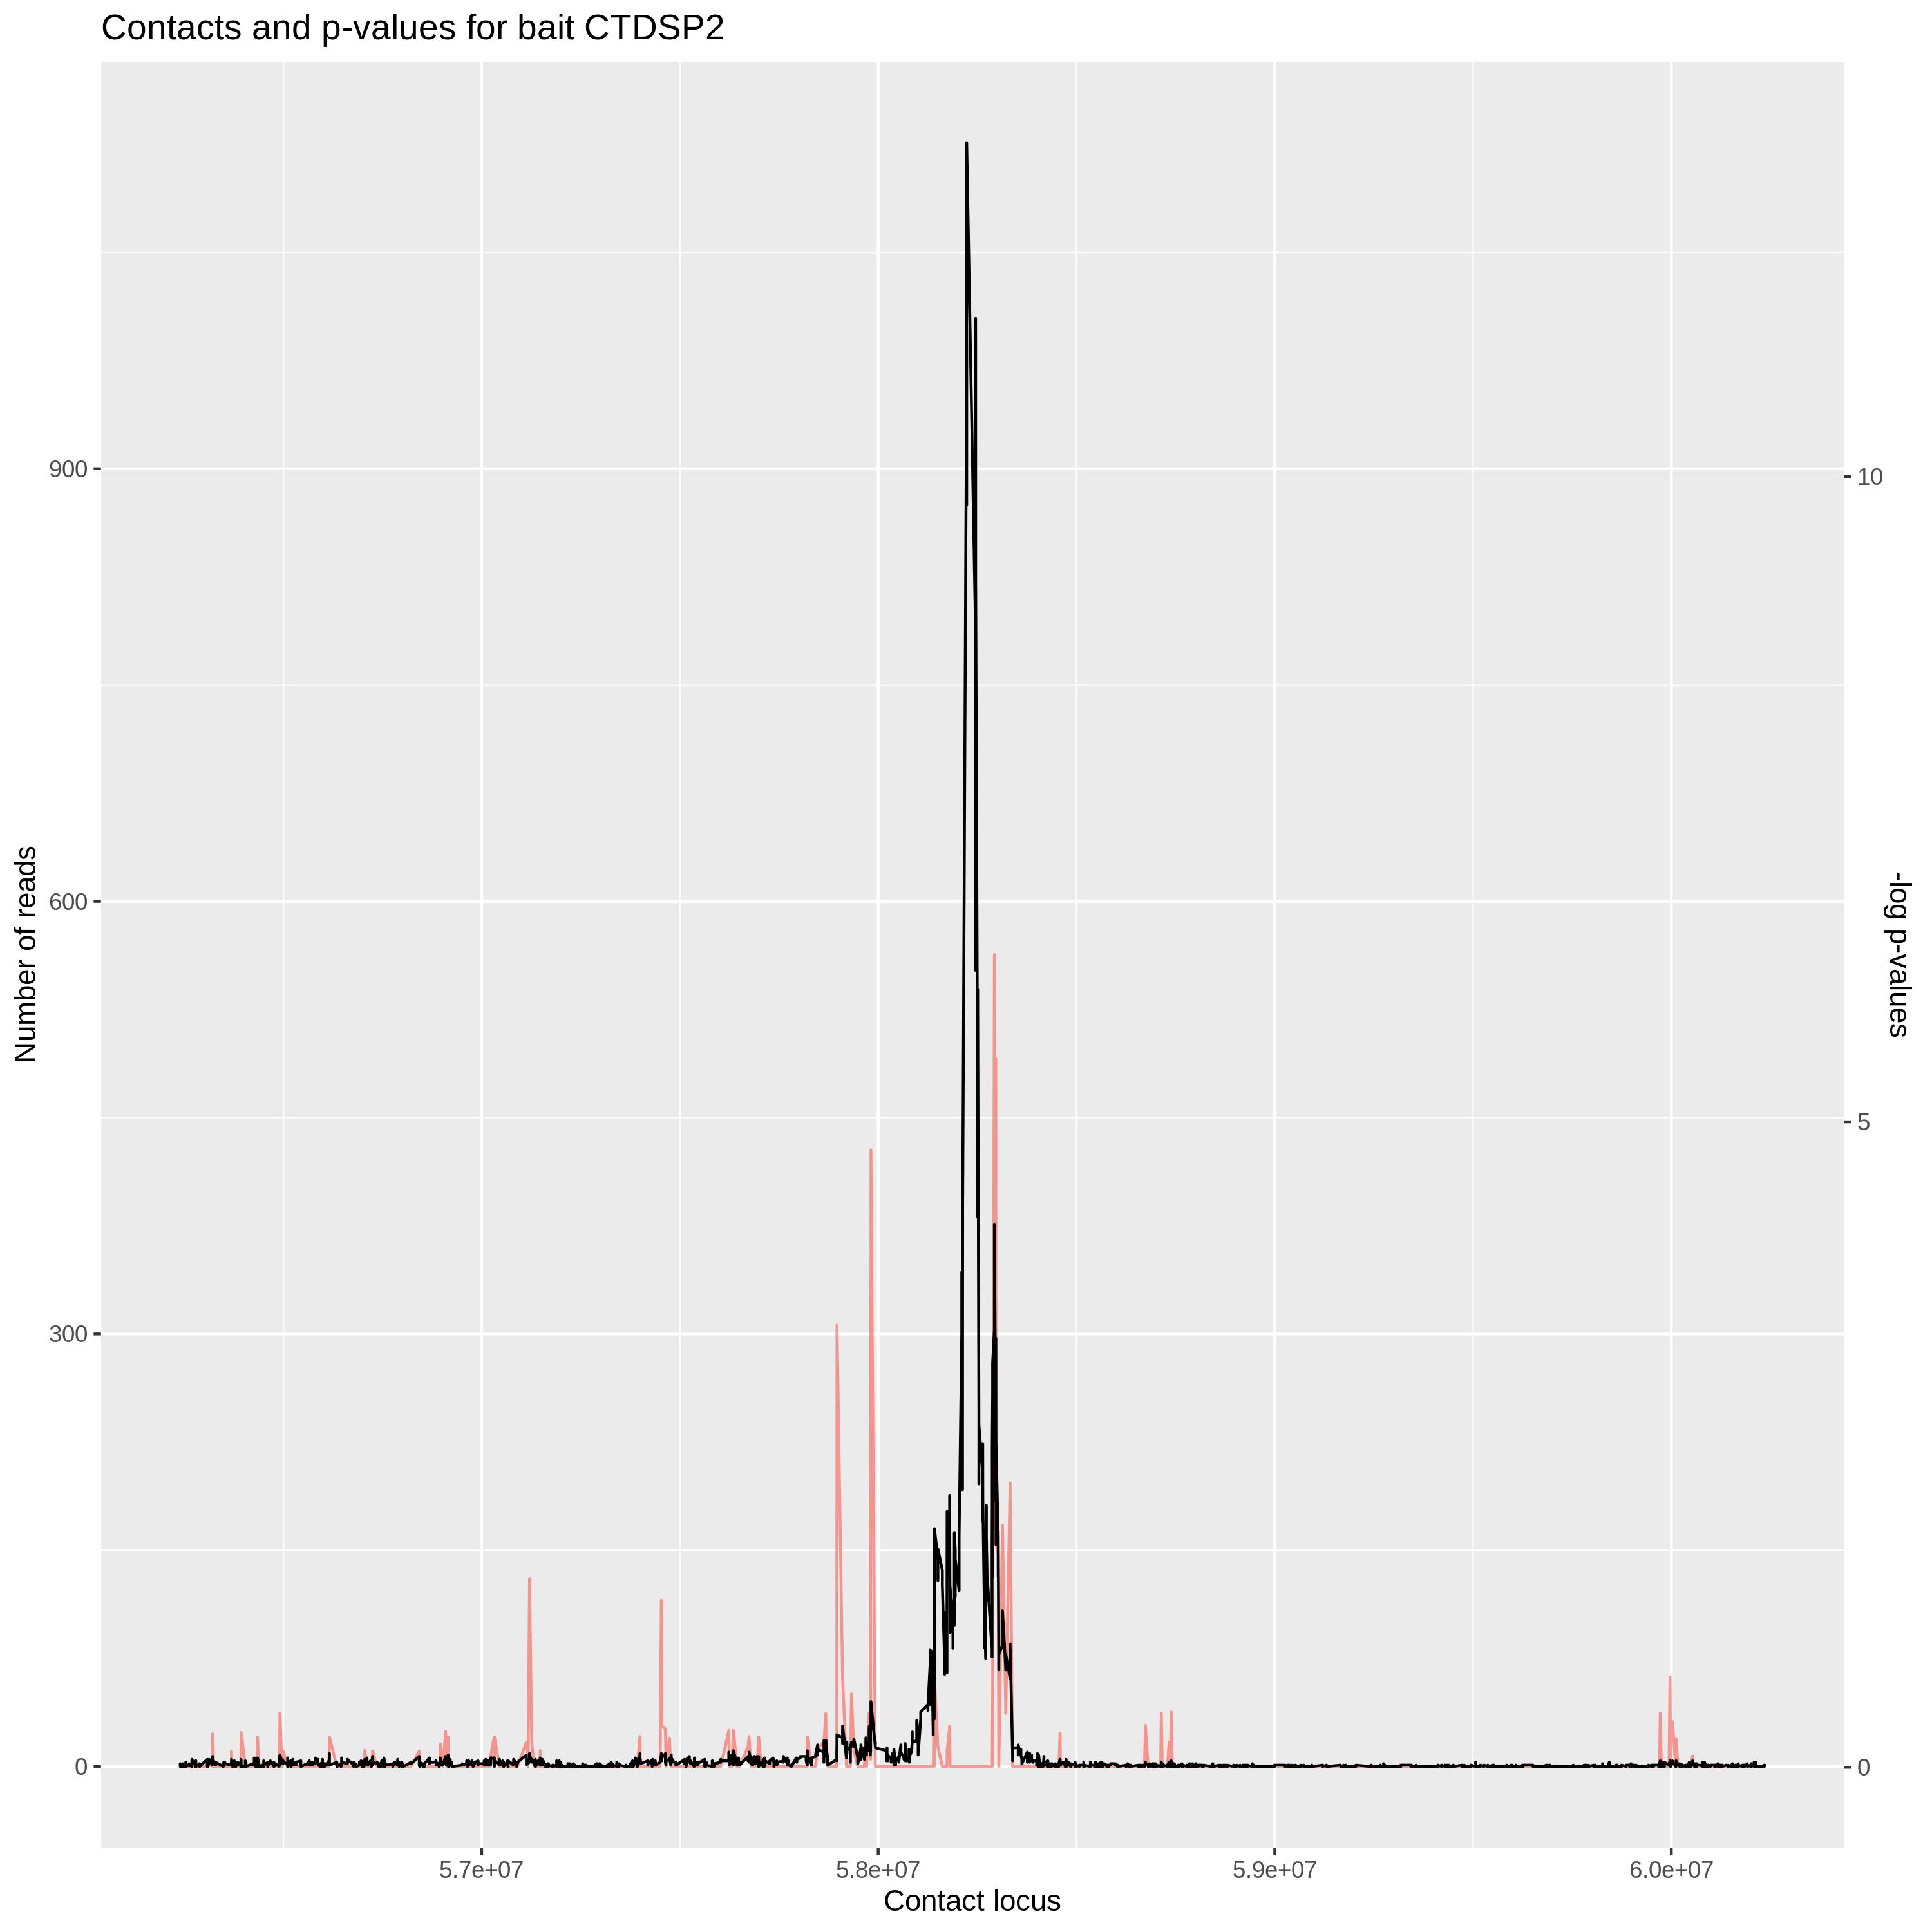 Contacts and p-values for bait CTDSP2
Number of reads
900
600
300
0
10
5
0
-log p-values
5.7e+07
5.8e+07
5.9e+07
6.0e+07
Contact locus